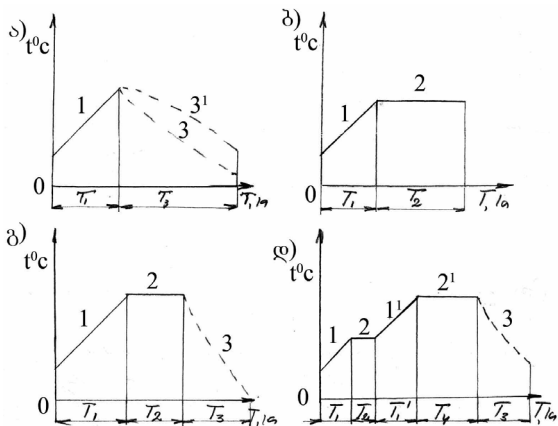 ა)
t⁰c
1
3¹
3
0
T₁
T₃
T,
ბ)
t⁰c
1
2
0
T₁
T₂
T,
გ)
t⁰c
1
2
3
0
T₁
T₂
T₃
T,
დ)
t⁰c
1
2
1¹
2¹
3
0
T₁
T₂
T₁'
T₄
T₃
T,